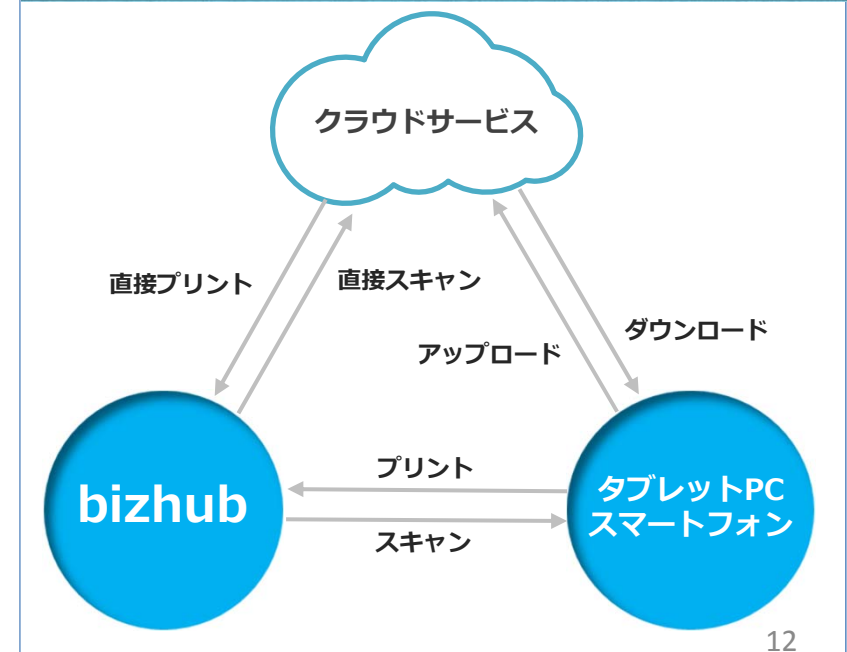 クラウドサービス
直接プリント
直接スキャン
アップロード
ダウンロード
bizhub
プリント
スキャン
タブレットPC
スマートフォン
12